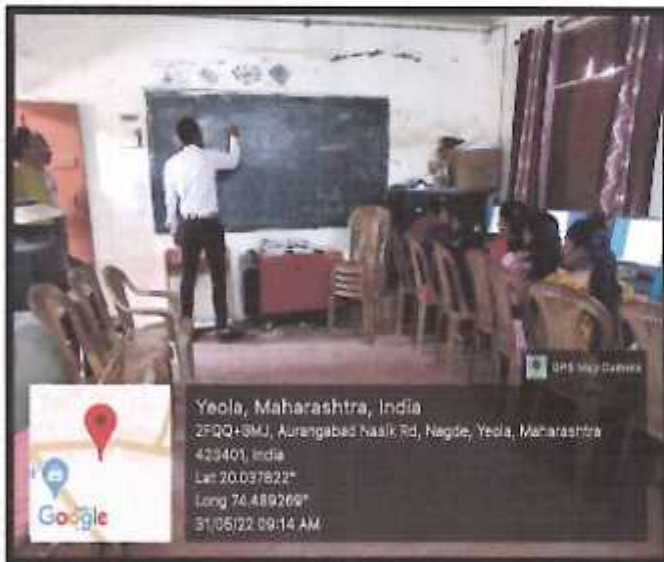 GPS Map Camera
Yeola, Maharashtra, India
2FQQ+3MJ, Aurangabad Nasik Rd, Nagde, Yeola, Maharashtra
423401, India
Lat 20.037822°
Long 74.489269°
31/05/22 09:14 AM
Google